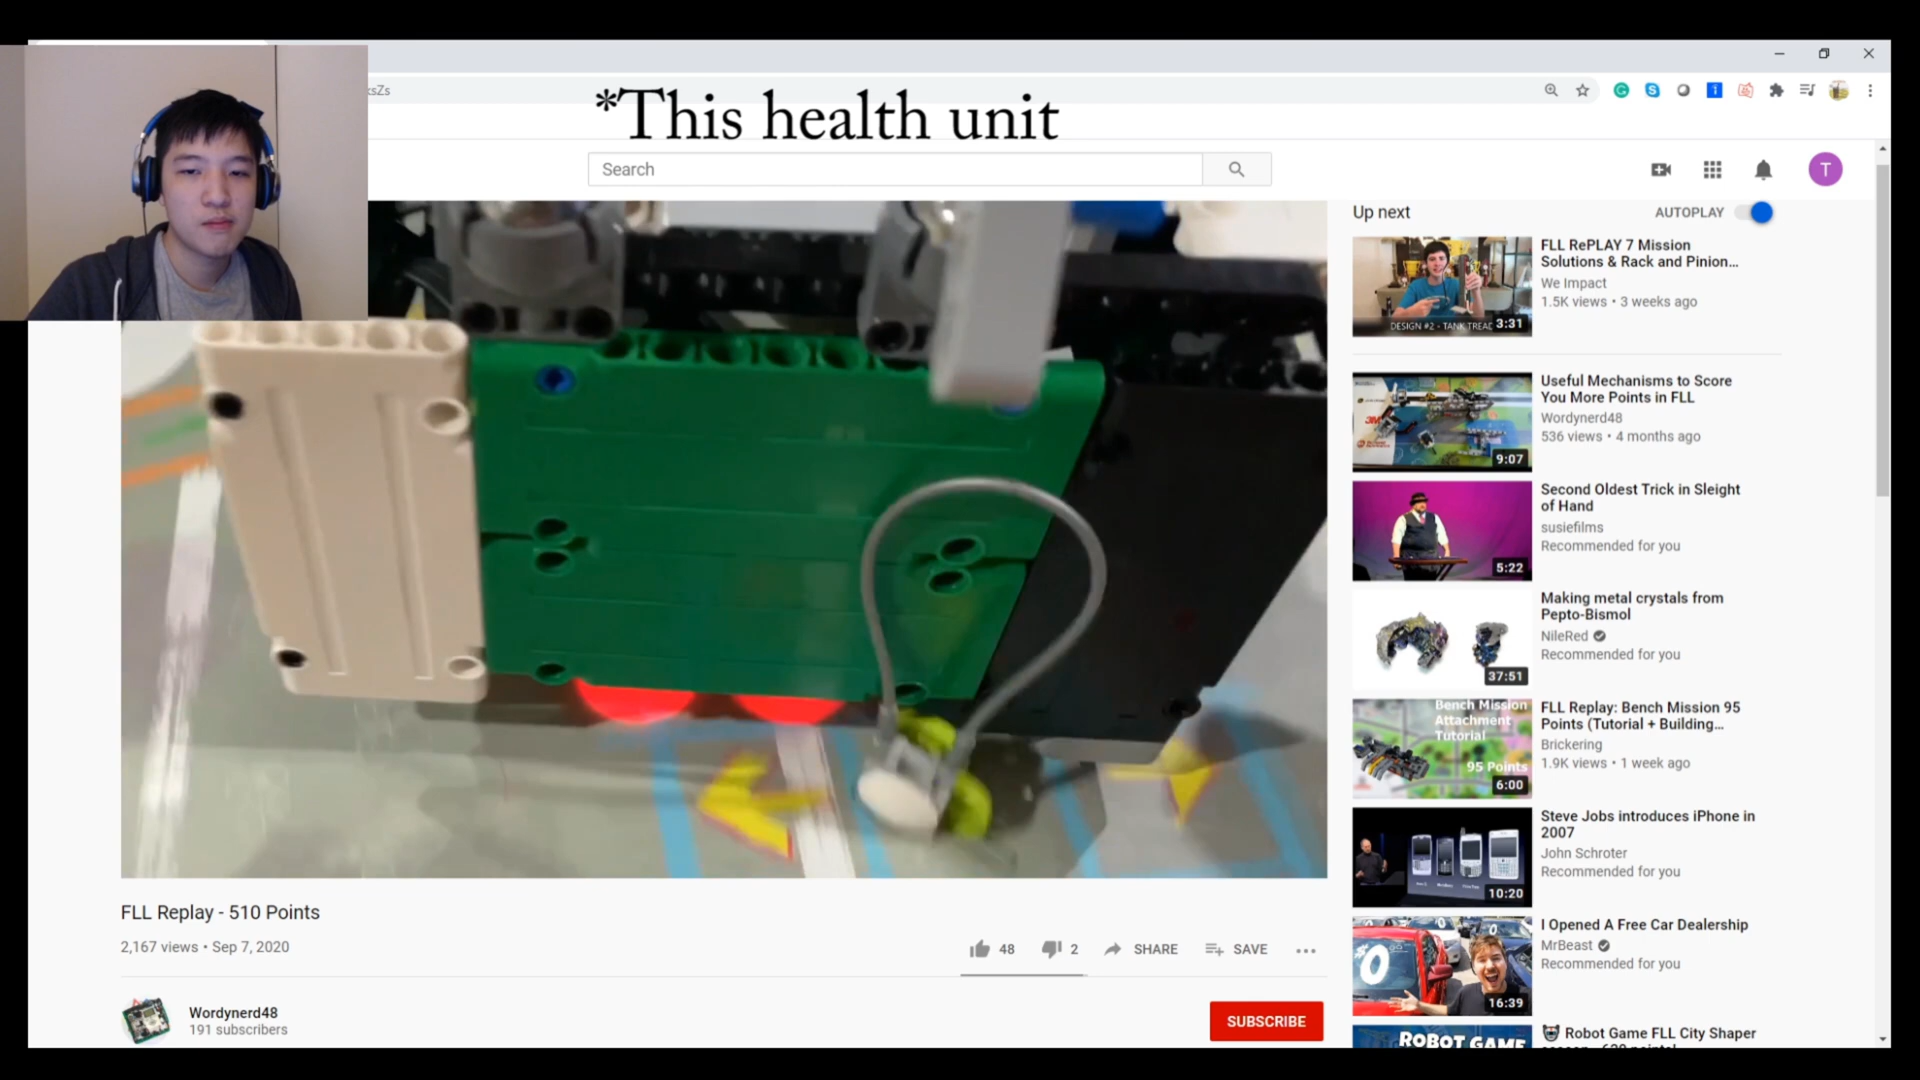 ksZs
*This health unit
Search
T
Up next
AUTOPLAY
FLL RePLAY 7 Mission
Solutions & Rack and Pinion...
We Impact
1.5K views • 3 weeks ago
DESIGN #2 - TANK TREAD
3:31
Useful Mechanisms to Score
You More Points in FLL
Wordynerd48
536 views • 4 months ago
3M
9:07
Second Oldest Trick in Sleight
of Hand
susiefilms
Recommended for you
5:22
Making metal crystals from
Pepto-Bismol
NileRed
Recommended for you
37:51
FLL Replay: Bench Mission 95
Points (Tutorial + Building...
Brickering
1.9K views • 1 week ago
Bench Mission
Attachment
Tutorial
95 Points
6:00
Steve Jobs introduces iPhone in
2007
John Schroter
Recommended for you
10:20
I Opened A Free Car Dealership
MrBeast
Recommended for you
$0
16:39
Robot Game FLL City Shaper
ROBOT GAME
FLL Replay - 510 Points
2,167 views • Sep 7, 2020
48
2
SHARE
SAVE
Wordynerd48
191 subscribers
SUBSCRIBE